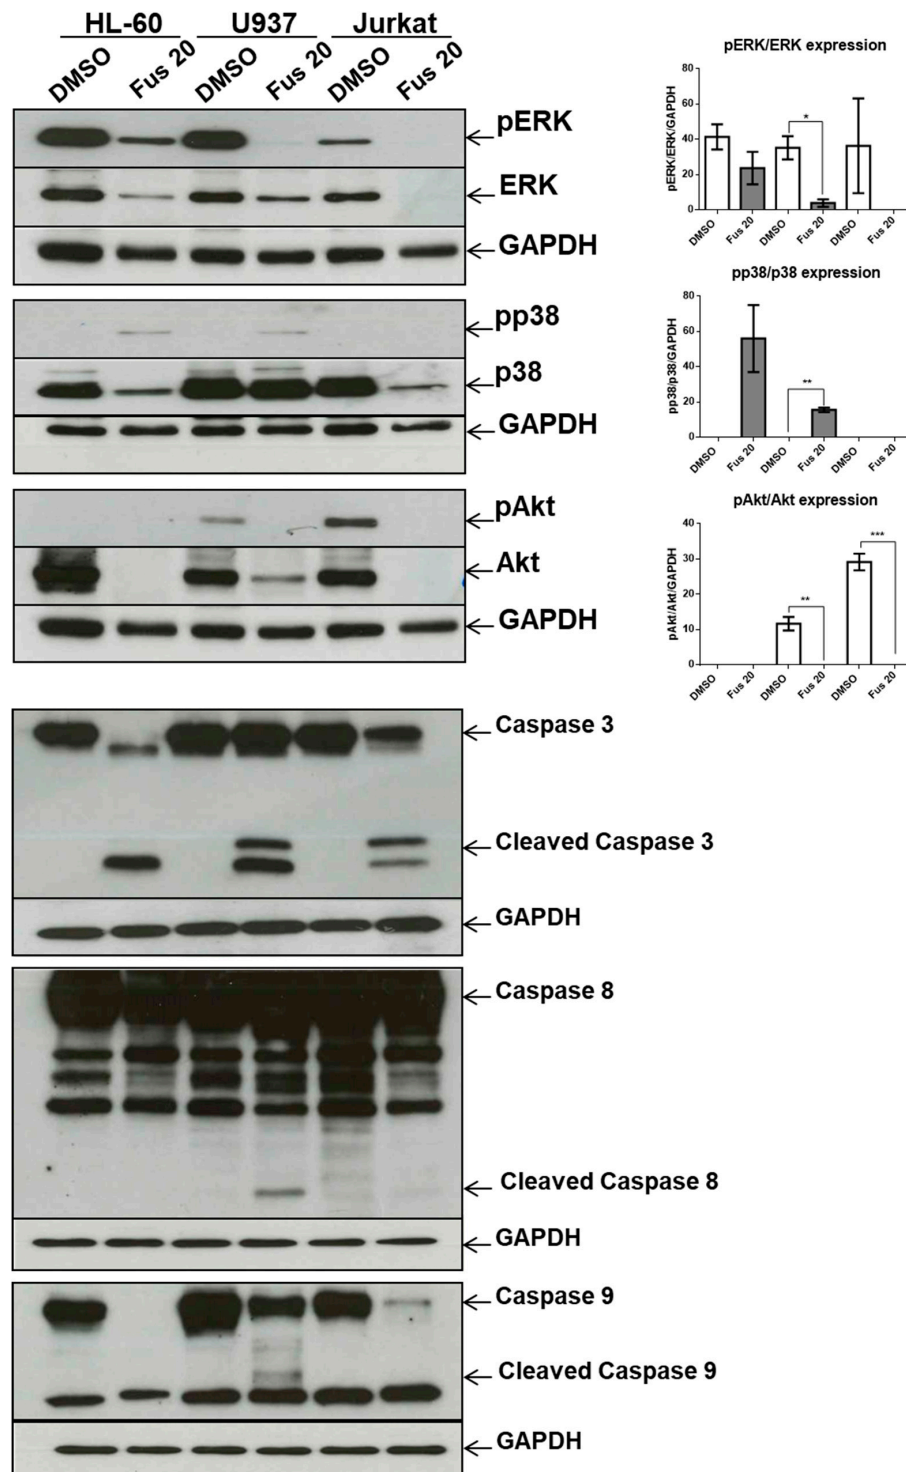 HL-60 U937 Jurkat
DMSO Fus 20 DMSO Fus 20 DMSO Fus 20
pERK
ERK
GAPDH
pp38
p38
GAPDH
pAkt
Akt
GAPDH
Caspase 3
Cleaved Caspase 3
GAPDH
Caspase 8
Cleaved Caspase 8
GAPDH
Caspase 9
Cleaved Caspase 9
GAPDH
pERK/ERK expression
pERK/ERK/GAPDH
80
60
40
20
0
*
DMSO Fus 20 DMSO Fus 20 DMSO Fus 20
pp38/p38 expression
pp38/p38/GAPDH
80
60
40
20
0
**
DMSO Fus 20 DMSO Fus 20 DMSO Fus 20
pAkt/Akt expression
pAkt/Akt/GAPDH
40
30
20
10
0
**
***
DMSO Fus 20 DMSO Fus 20 DMSO Fus 20